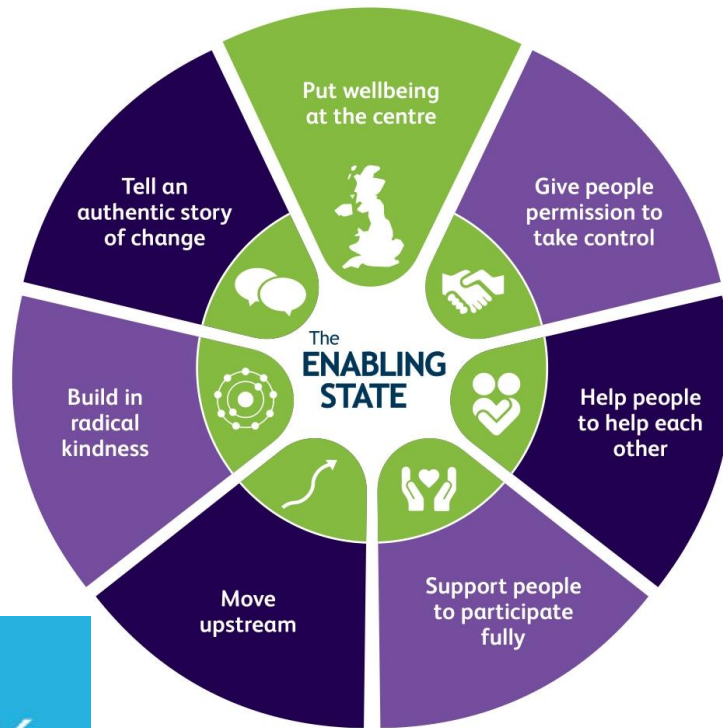 Put wellbeing
at the centre
Give people
permission to
take control
Help people
to help each
other
Support people
to participate
fully
Move
upstream
Build in
radical
kindness
Tell an
authentic story
of change
The
ENABLING
STATE